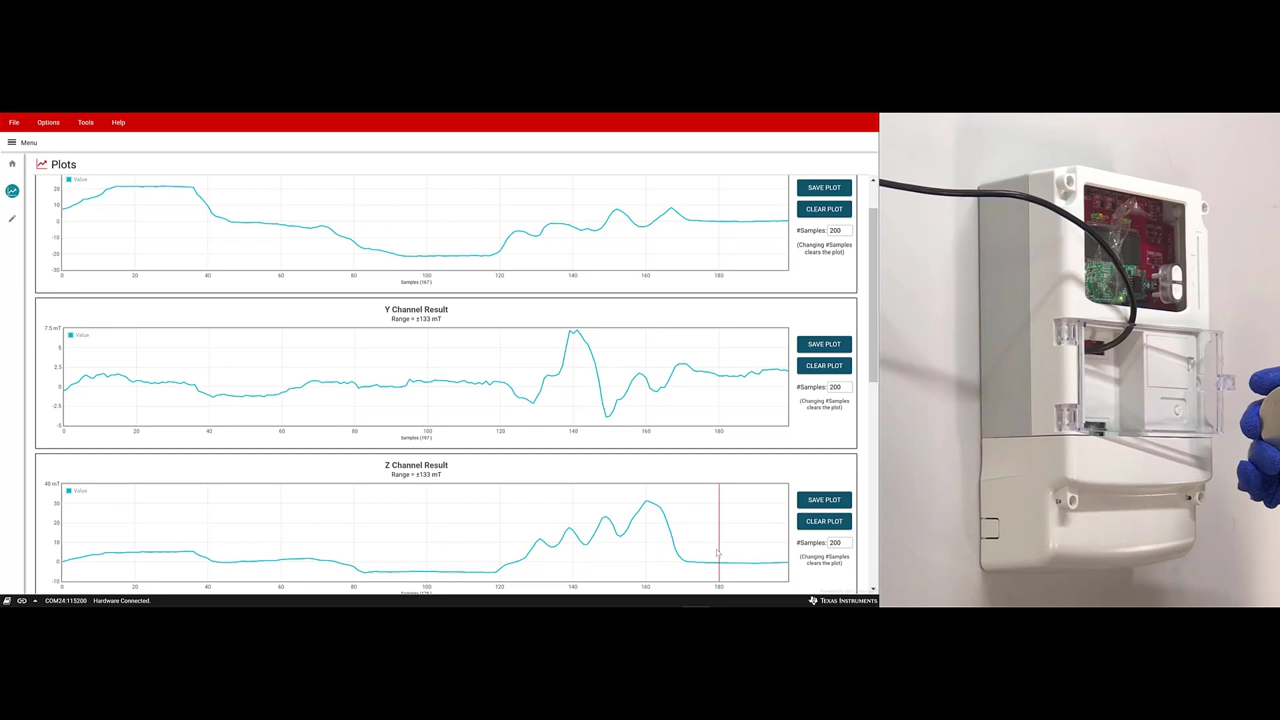 File Options Tools Help
Menu
Plots
Value
20
10
0
-10
-20
-30
0 20 40 60 80 100 120 140 160 180
Samples (167)
SAVE PLOT
CLEAR PLOT
#Samples: 200
(Changing #Samples
clears the plot)
Y Channel Result
Range = ±133 mT
7.5 mT
Value
5
2.5
0
-2.5
-5
0 20 40 60 80 100 120 140 160 180
Samples (197)
SAVE PLOT
CLEAR PLOT
#Samples: 200
(Changing #Samples
clears the plot)
Z Channel Result
Range = ±133 mT
40 mT
Value
30
20
10
0
-10
0 20 40 60 80 100 120 140 160 180
SAVE PLOT
CLEAR PLOT
#Samples: 200
(Changing #Samples
clears the plot)
COM24:115200 Hardware Connected.
TEXAS INSTRUMENTS